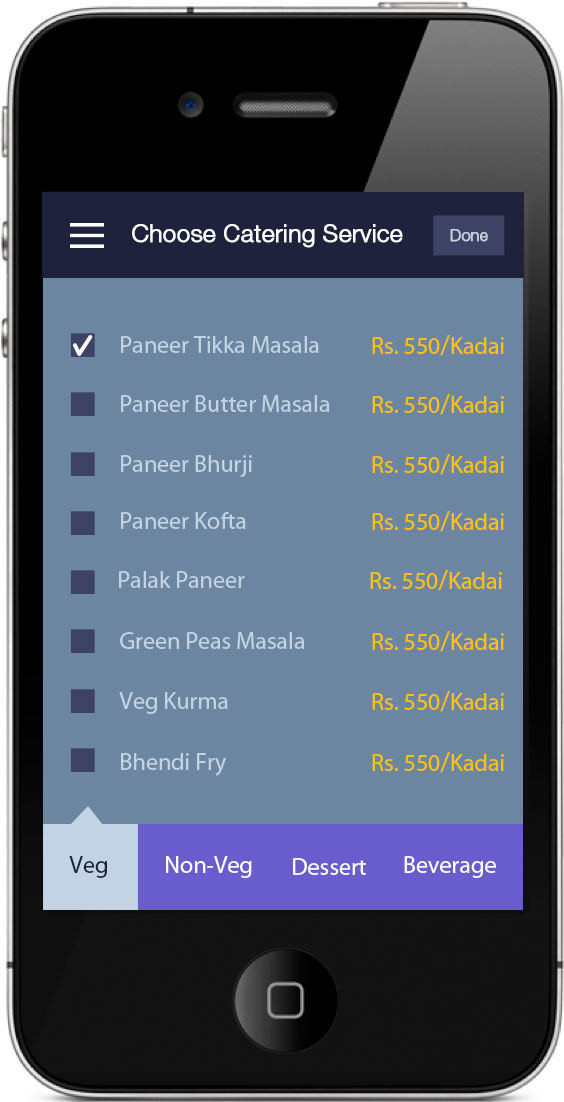 Choose Catering Service Done
Paneer Tikka Masala Rs. 550/Kadai
Paneer Butter Masala Rs. 550/Kadai
Paneer Bhurji Rs. 550/Kadai
Paneer Kofta Rs. 550/Kadai
Palak Paneer Rs. 550/Kadai
Green Peas Masala Rs. 550/Kadai
Veg Kurma Rs. 550/Kadai
Bhendi Fry Rs. 550/Kadai
Veg Non-Veg Dessert Beverage